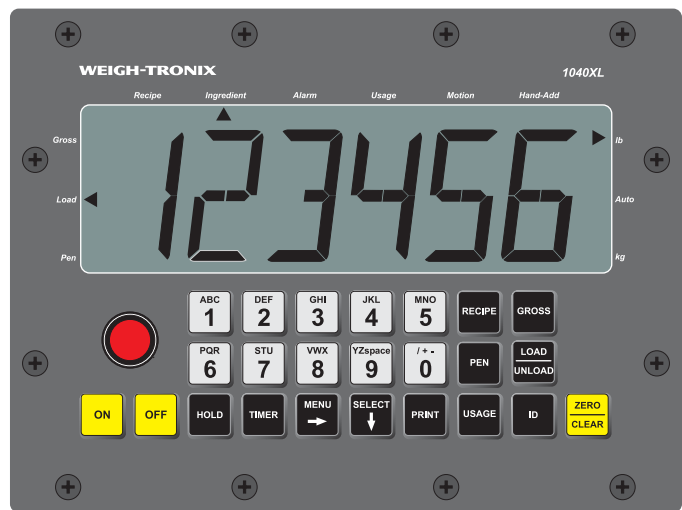 WEIGH-TRONIX
1040XL
Recipe Ingredient Alarm Usage Motion Hand-Add
Gross
lb
123456
Load
Auto
Pen
kg
ABC DEF GHI JKL MNO
1 2 3 4 5 RECIPE GROSS
PQR STU VWX YZspace / + -
6 7 8 9 0 PEN LOAD
UNLOAD
ON OFF HOLD TIMER MENU SELECT PRINT USAGE ID ZERO
CLEAR